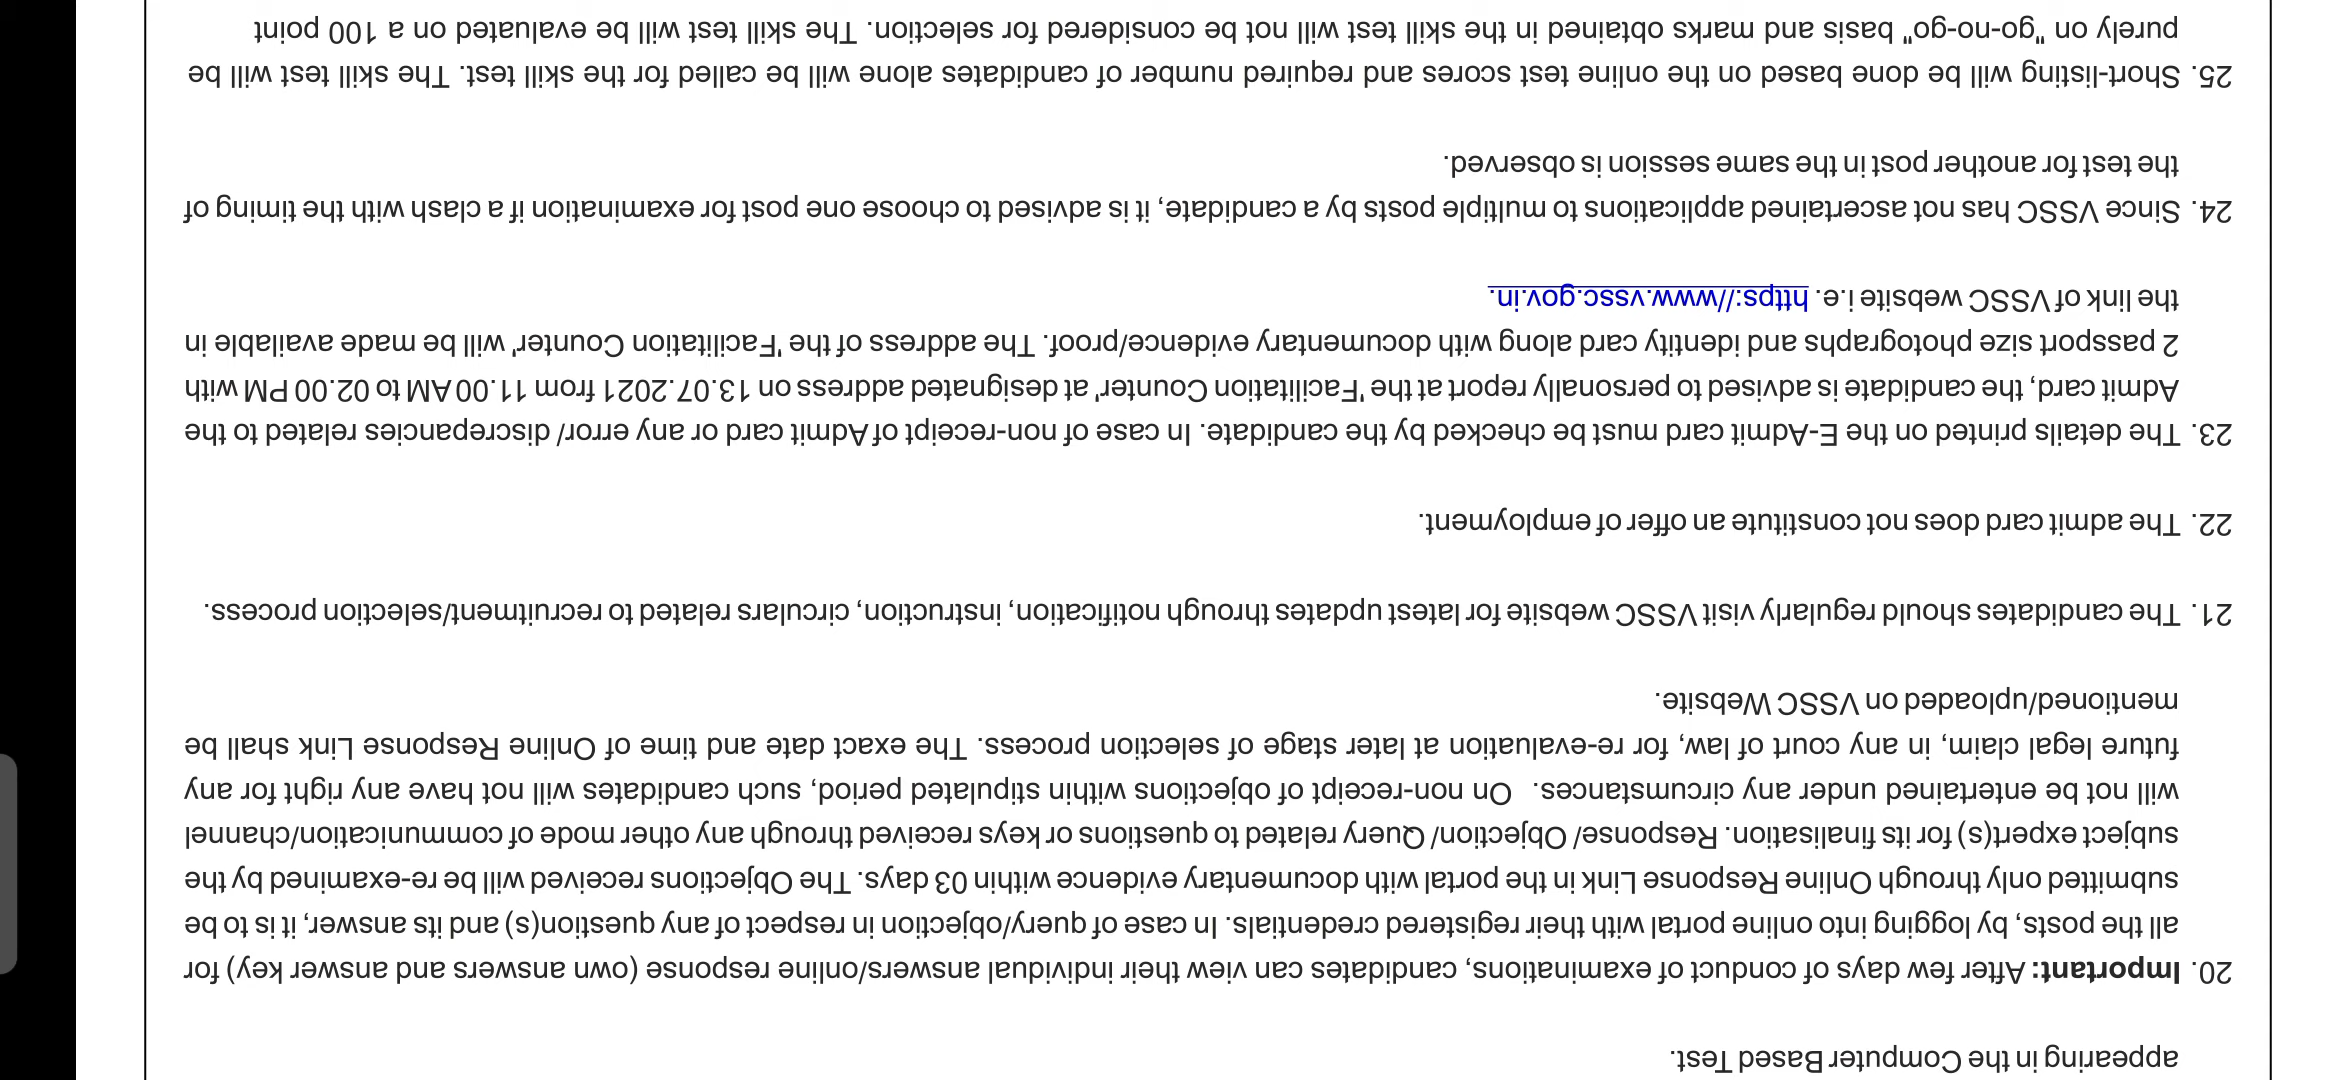 appearing in the Computer Based Test.
20. Important: After few days of conduct of examinations, candidates can view their individual answers/online response (own answers and answer key) for
all the posts, by logging into online portal with their registered credentials. In case of query/objection in respect of any question(s) and its answer, it is to be
submitted only through Online Response Link in the portal with documentary evidence within 03 days. The Objections received will be re-examined by the
subject expert(s) for its finalisation. Response/ Objection/ Query related to questions or keys received through any other mode of communication/channel
will not be entertained under any circumstances. On non-receipt of objections within stipulated period, such candidates will not have any right for any
future legal claim, in any court of law, for re-evaluation at later stage of selection process. The exact date and time of Online Response Link shall be
mentioned/uploaded on VSSC Website.
21. The candidates should regularly visit VSSC website for latest updates through notification, instruction, circulars related to recruitment/selection process.
22. The admit card does not constitute an offer of employment.
23. The details printed on the E-Admit card must be checked by the candidate. In case of non-receipt of Admit card or any error/ discrepancies related to the
Admit card, the candidate is advised to personally report at the 'Facilitation Counter' at designated address on 13.07.2021 from 11.00 AM to 02.00 PM with
2 passport size photographs and identity card along with documentary evidence/proof. The address of the 'Facilitation Counter' will be made available in
the link of VSSC website i.e. https://www.vssc.gov.in.
24. Since VSSC has not ascertained applications to multiple posts by a candidate, it is advised to choose one post for examination if a clash with the timing of
the test for another post in the same session is observed.
25. Short-listing will be done based on the online test scores and required number of candidates alone will be called for the skill test. The skill test will be
purely on "go-no-go" basis and marks obtained in the skill test will not be considered for selection. The skill test will be evaluated on a 100 point